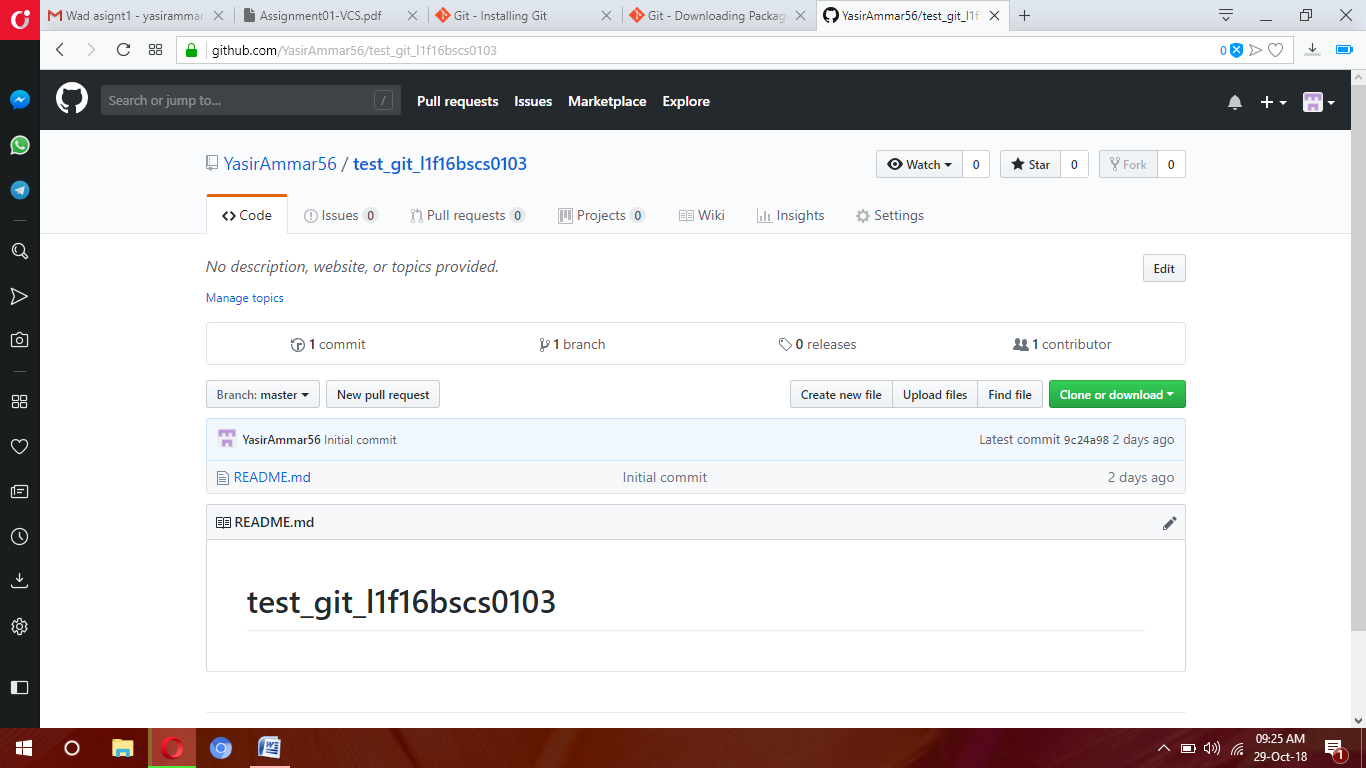 Wad asignt1 - yasirammar
Assignment01-VCS.pdf
Git - Installing Git
Git - Downloading Packag
YasirAmmar56/test_git_l1f1
github.com/YasirAmmar56/test_git_l1f16bscs0103
0
Search or jump to...
/
Pull requests
Issues
Marketplace
Explore
YasirAmmar56 / test_git_l1f16bscs0103
Watch 0
Star 0
Fork 0
Code
Issues 0
Pull requests 0
Projects 0
Wiki
Insights
Settings
No description, website, or topics provided.
Edit
Manage topics
1 commit
1 branch
0 releases
1 contributor
Branch: master
New pull request
Create new file
Upload files
Find file
Clone or download
YasirAmmar56 Initial commit
Latest commit 9c24a98 2 days ago
README.md
Initial commit
2 days ago
README.md
test_git_l1f16bscs0103
09:25 AM
29-Oct-18
1